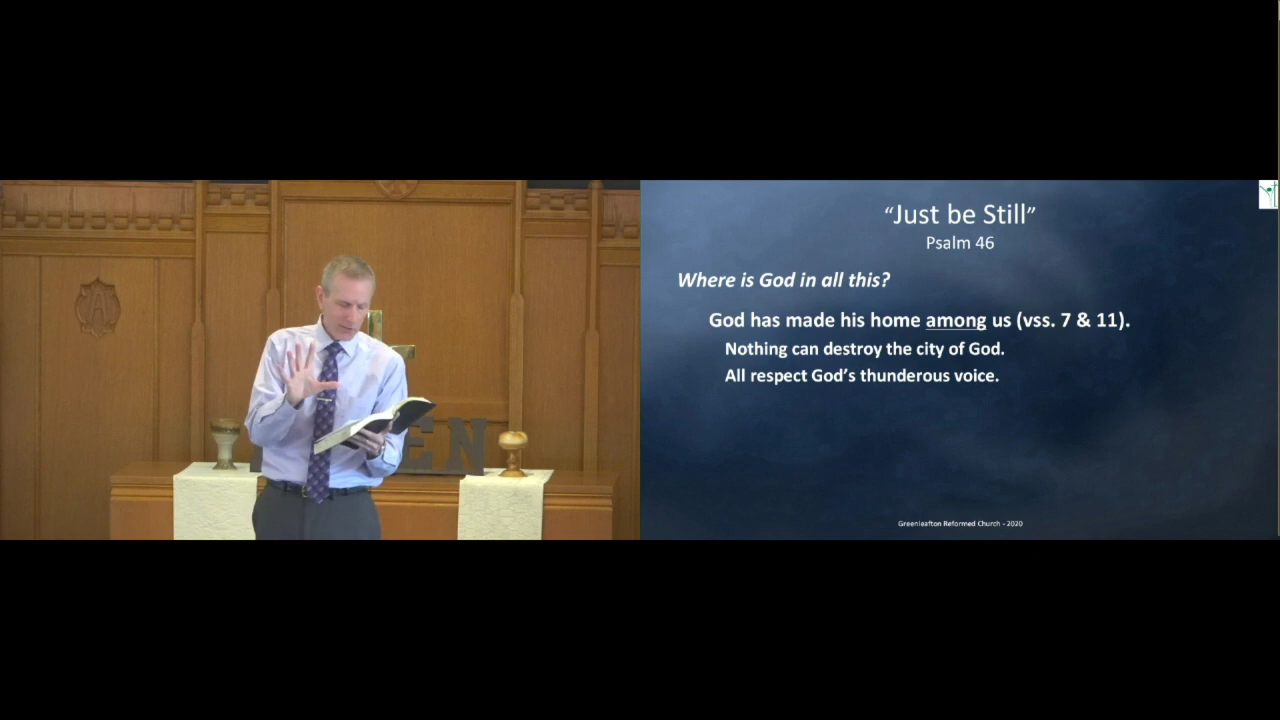 EN
“Just be Still”
Psalm 46
Where is God in all this?
God has made his home among us (vss. 7 & 11).
Nothing can destroy the city of God.
All respect God’s thunderous voice.
Greenleafton Reformed Church - 2020